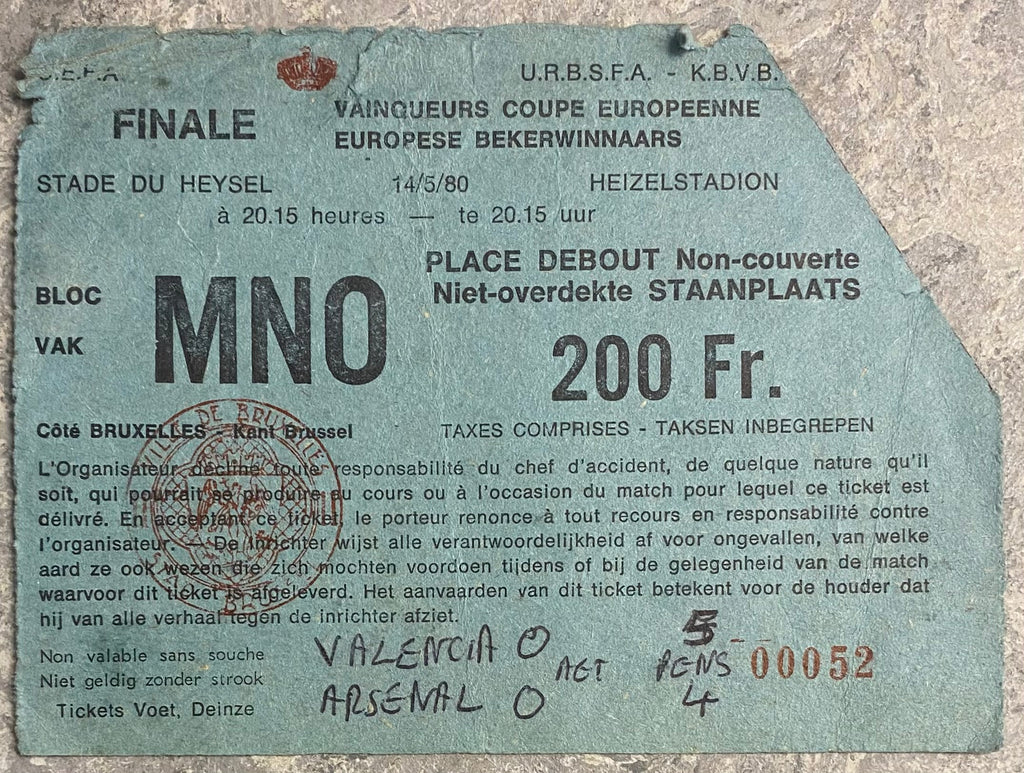 U.E.F.A. U.R.B.S.F.A. - K.B.V.B.
FINALE VAINQUEURS COUPE EUROPEENNE
EUROPESE BEKERWINNAARS
STADE DU HEYSEL 14/5/80 HEIZELSTADION
à 20.15 heures — te 20.15 uur
PLACE DEBOUT Non-couverte
Niet-overdekte STAANPLAATS
BLOC
VAK
MNO
200 Fr.
Côté BRUXELLES - Kant Brussel TAXES COMPRISES - TAKSEN INBEGREPEN
L'Organisateur décline toute responsabilité du chef d'accident, de quelque nature qu'il
soit, qui pourrait se produire au cours ou à l'occasion du match pour lequel ce ticket est
délivré. En acceptant ce ticket, le porteur renonce à tout recours en responsabilité contre
l'organisateur. — De inrichter wijst alle verantwoordelijkheid af voor ongevallen, van welke
aard ze ook wezen die zich mochten voordoen tijdens of bij de gelegenheid van de match
waarvoor dit ticket is afgeleverd. Het aanvaarden van dit ticket betekent voor de houder dat
hij van alle verhaal tegen de inrichter afziet.
VILLE DE BRUXELLES
Non valable sans souche
Niet geldig zonder strook
Tickets Voet, Deinze
VALENCIA 0 AET 5 PENS
ARSENAL 0 4
00052